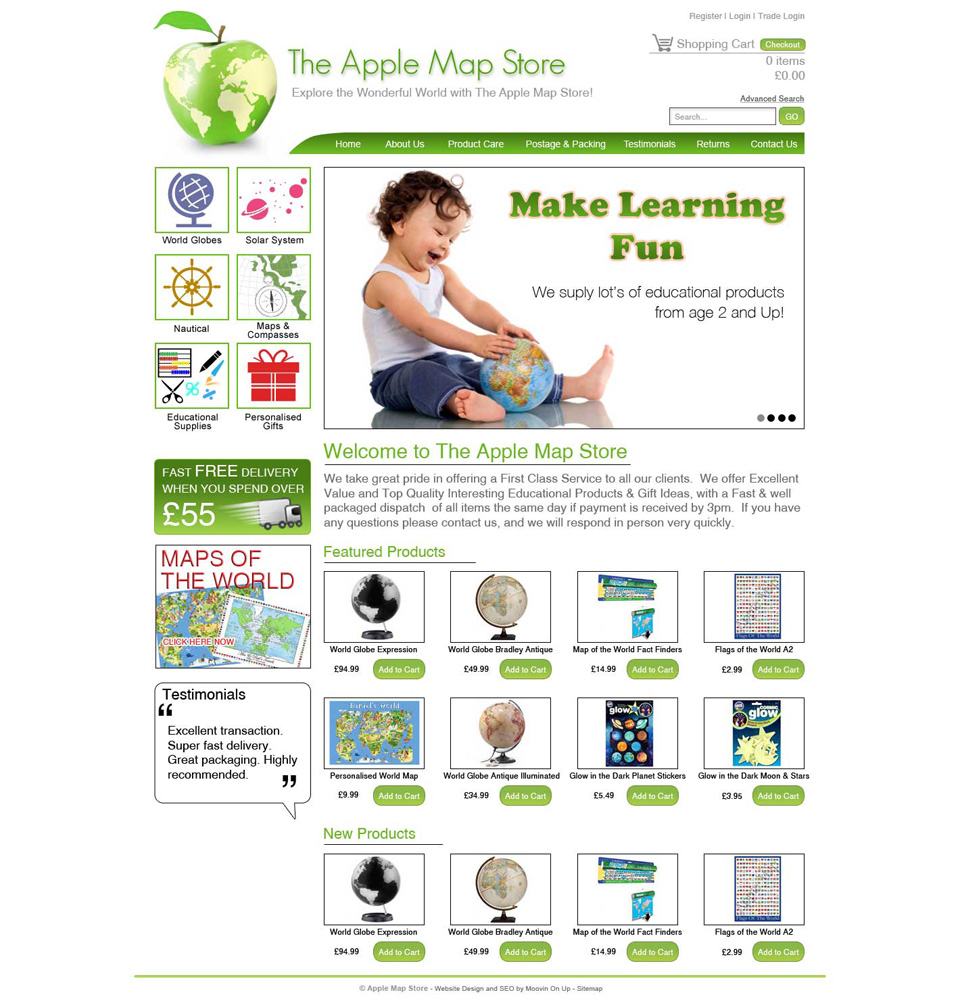 Register | Login | Trade Login
The Apple Map Store
Explore the Wonderful World with The Apple Map Store!
Shopping Cart Checkout
0 items
£0.00
Advanced Search
Search... GO
Home About Us Product Care Postage & Packing Testimonials Returns Contact Us
World Globes Solar System
Nautical Maps & Compasses
Educational Supplies Personalised Gifts
Make Learning
Fun
We suply lot's of educational products
from age 2 and Up!
FAST FREE DELIVERY
WHEN YOU SPEND OVER
£55
MAPS OF
THE WORLD
CLICK HERE NOW
Testimonials
“
Excellent transaction.
Super fast delivery.
Great packaging. Highly
recommended.
”
Welcome to The Apple Map Store
We take great pride in offering a First Class Service to all our clients.  We offer Excellent
Value and Top Quality Interesting Educational Products & Gift Ideas, with a Fast & well
packaged dispatch  of all items the same day if payment is received by 3pm.  If you have
any questions please contact us, and we will respond in person very quickly.
Featured Products
Flags Of The World
World Globe Expression World Globe Bradley Antique Map of the World Fact Finders Flags of the World A2
£94.99 Add to Cart £49.99 Add to Cart £14.99 Add to Cart £2.99 Add to Cart
glow glow
Personalised World Map World Globe Antique Illuminated Glow in the Dark Planet Stickers Glow in the Dark Moon & Stars
£9.99 Add to Cart £34.99 Add to Cart £5.49 Add to Cart £3.95 Add to Cart
New Products
Flags Of The World
World Globe Expression World Globe Bradley Antique Map of the World Fact Finders Flags of the World A2
£94.99 Add to Cart £49.99 Add to Cart £14.99 Add to Cart £2.99 Add to Cart
© Apple Map Store - Website Design and SEO by Moovin On Up - Sitemap